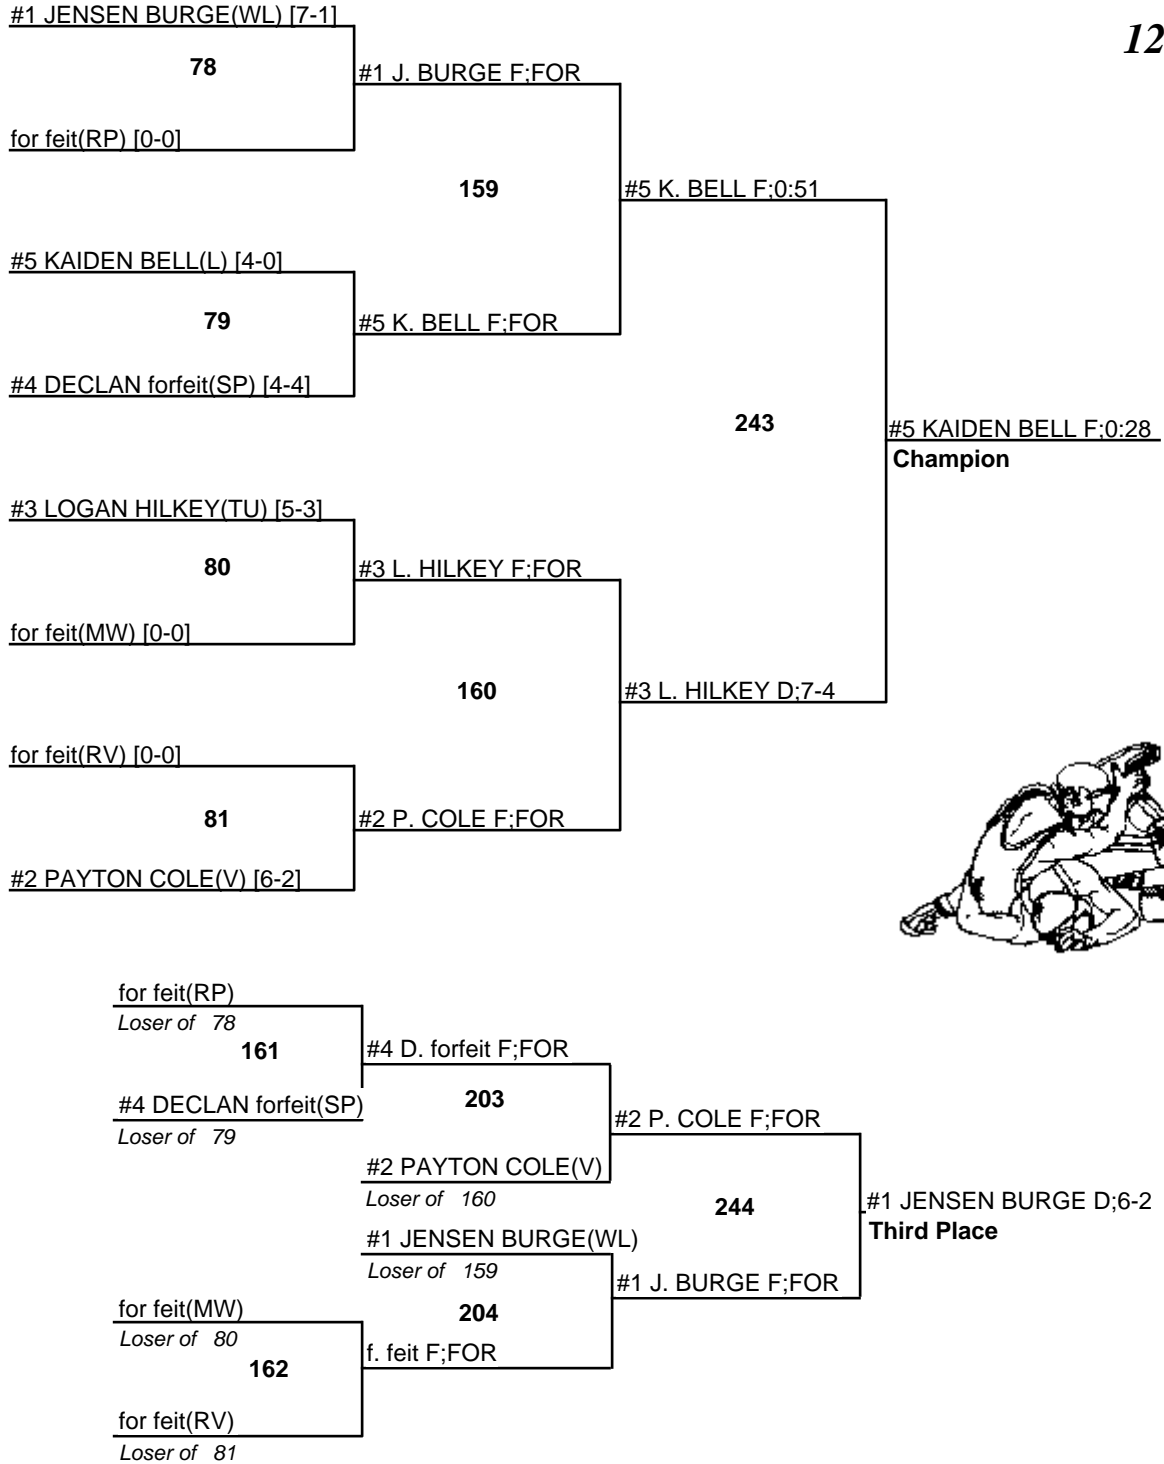 #1 JENSEN BURGE(WL) [7-1]
12
78
#1 J. BURGE F;FOR
for feit(RP) [0-0]
159
#5 K. BELL F;0:51
#5 KAIDEN BELL(L) [4-0]
79
#5 K. BELL F;FOR
#4 DECLAN forfeit(SP) [4-4]
243
#5 KAIDEN BELL F;0:28
Champion
#3 LOGAN HILKEY(TU) [5-3]
80
#3 L. HILKEY F;FOR
for feit(MW) [0-0]
160
#3 L. HILKEY D;7-4
for feit(RV) [0-0]
81
#2 P. COLE F;FOR
#2 PAYTON COLE(V) [6-2]
for feit(RP)
Loser of 78
161
#4 D. forfeit F;FOR
#4 DECLAN forfeit(SP)
Loser of 79
203
#2 P. COLE F;FOR
#2 PAYTON COLE(V)
Loser of 160
244
#1 JENSEN BURGE D;6-2
Third Place
#1 JENSEN BURGE(WL)
Loser of 159
#1 J. BURGE F;FOR
for feit(MW)
Loser of 80
204
f. feit F;FOR
162
for feit(RV)
Loser of 81